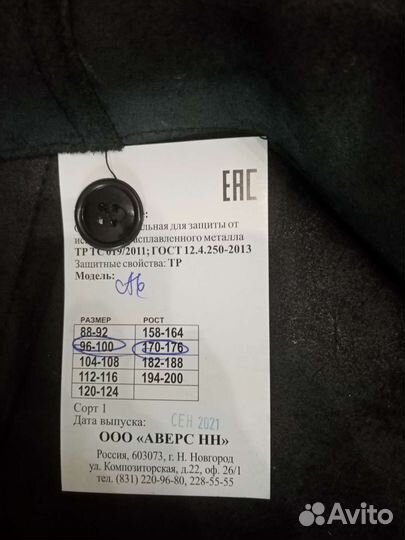 ЕАС
льная для защиты от
асплавленного металла
ТР ТС 019/2011; ГОСТ 12.4.250-2013
Защитные свойства: ТР
Модель:
РАЗМЕР РОСТ
88-92 158-164
96-100 170-176
104-108 182-188
112-116 194-200
120-124
Сорт 1
Дата выпуска: СЕН 2021
ООО «АВЕРС НН»
Россия, 603073, г. Н. Новгород
ул. Композиторская, д.22, оф. 26/1
тел. (831) 220-96-80, 228-55-55
Avito